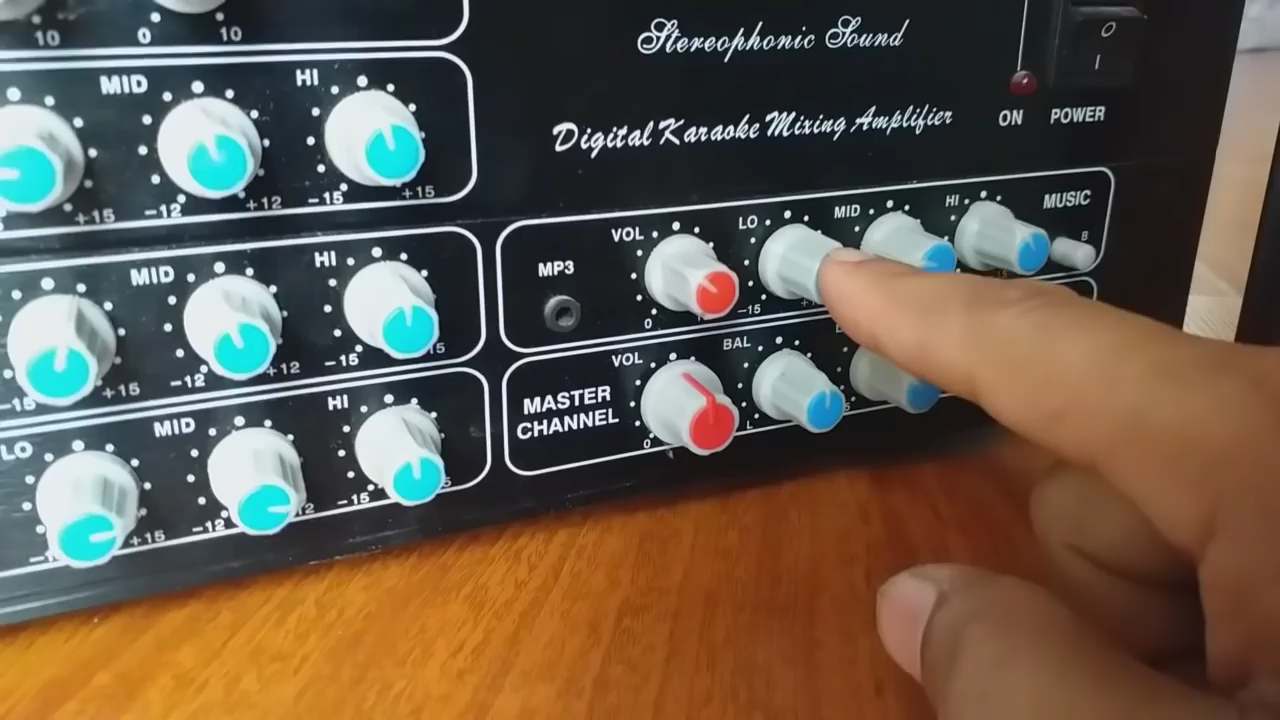 10 0 10
Stereophonic Sound
Digital Karaoke Mixing Amplifier
ON POWER
MID HI
+15 -12 +12 -15 +15
MID HI
-15 +15 -12 +12 -15
LO MID HI
+15 -12 -15
MP3 VOL LO MID HI MUSIC
0 -15 B
MASTER
CHANNEL
VOL BAL
0 L